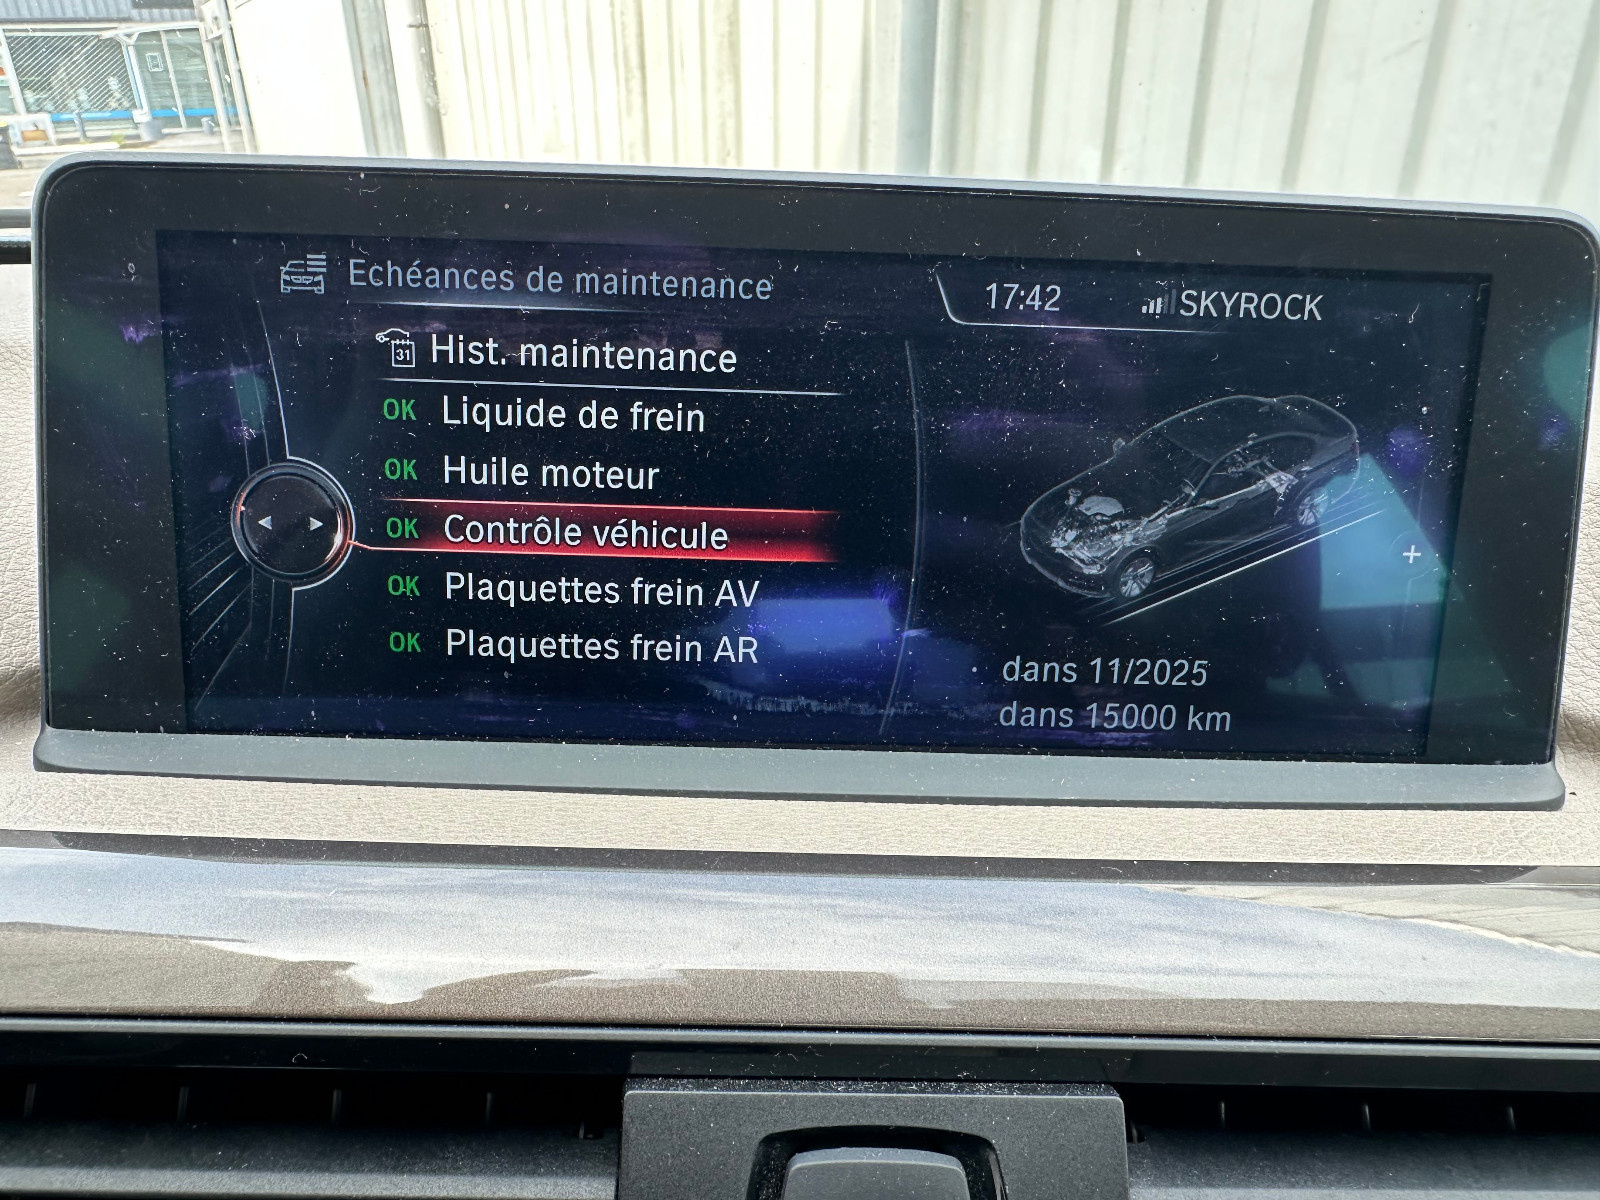 Echéances de maintenance
17:42
SKYROCK
31
Hist. maintenance
OK Liquide de frein
OK Huile moteur
OK Contrôle véhicule
OK Plaquettes frein AV
OK Plaquettes frein AR
dans 11/2025
dans 15000 km